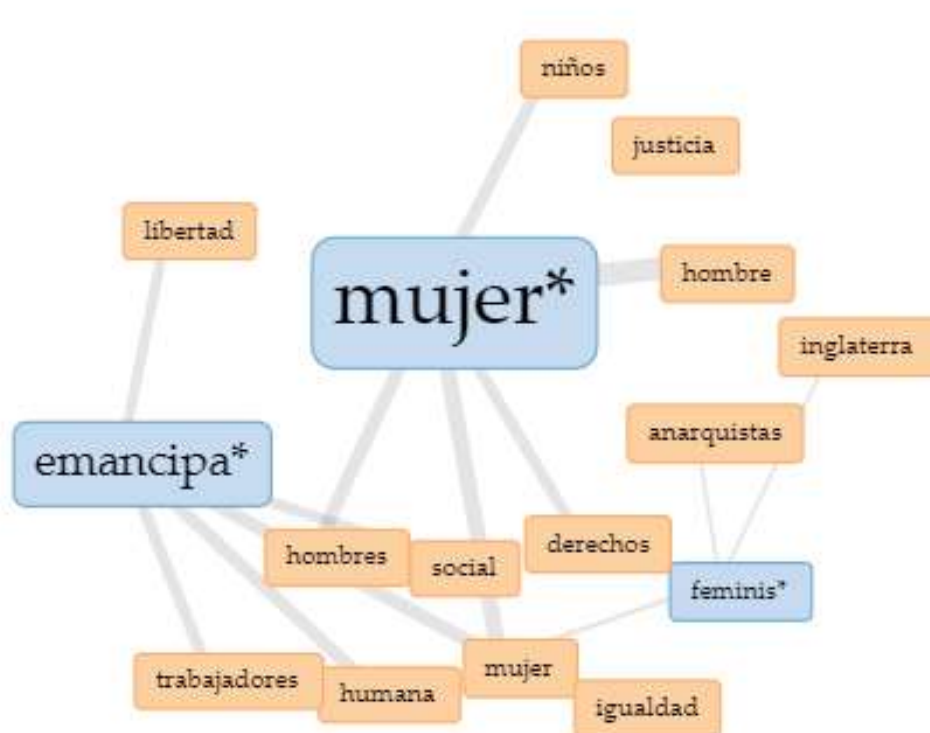 niños
justicia
libertad
mujer*
hombre
inglaterra
anarquistas
emancipa*
hombres
social
derechos
feminis*
trabajadores
humana
mujer
igualdad